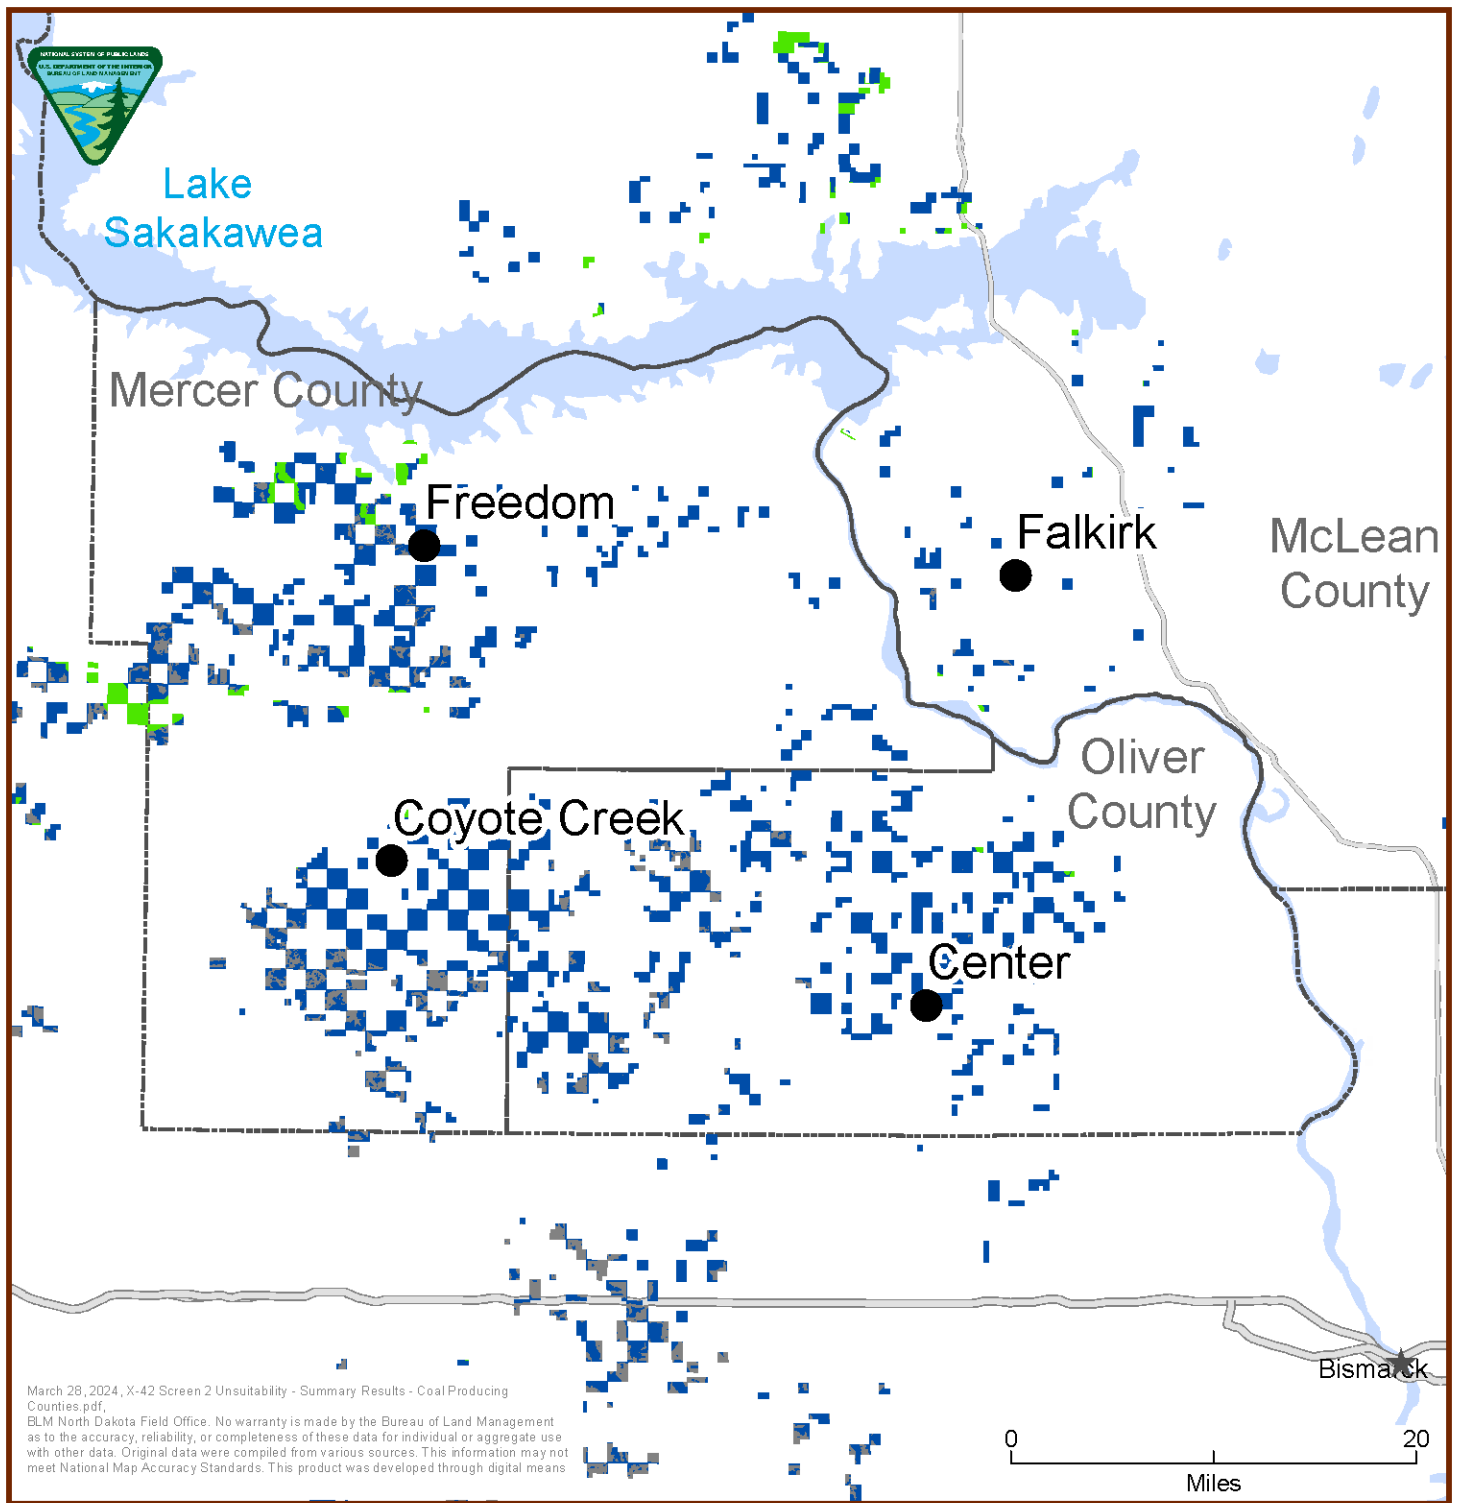 NATIONAL SYSTEM OF PUBLIC LANDS
U.S. DEPARTMENT OF THE INTERIOR
BUREAU OF LAND MANAGEMENT
Lake
Sakakawea
Mercer County
Freedom
Falkirk
McLean
County
Oliver
County
Coyote Creek
Center
Bismarck
March 28, 2024, X-42 Screen 2 Unsuitability - Summary Results - Coal Producing
Counties.pdf,
BLM North Dakota Field Office. No warranty is made by the Bureau of Land Management
as to the accuracy, reliability, or completeness of these data for individual or aggregate use
with other data. Original data were compiled from various sources. This information may not
meet National Map Accuracy Standards. This product was developed through digital means
0 20
Miles